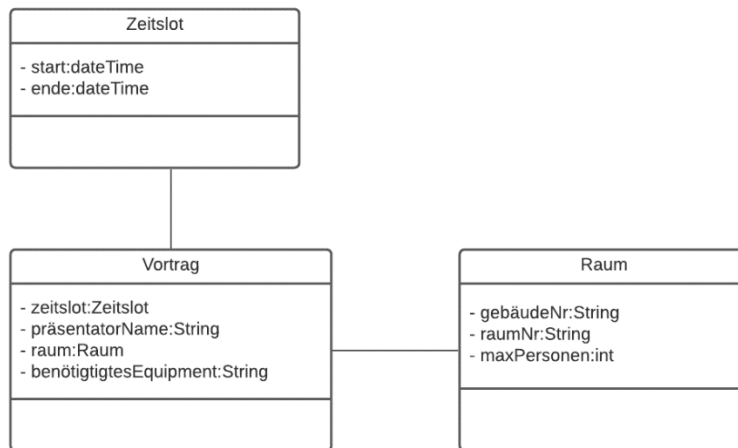 Zeitslot
- start:dateTime
- ende:dateTime
Vortrag
- zeitslot:Zeitslot
- präsentatorName:String
- raum:Raum
- benötigtigtesEquipment:String
Raum
- gebäudeNr:String
- raumNr:String
- maxPersonen:int